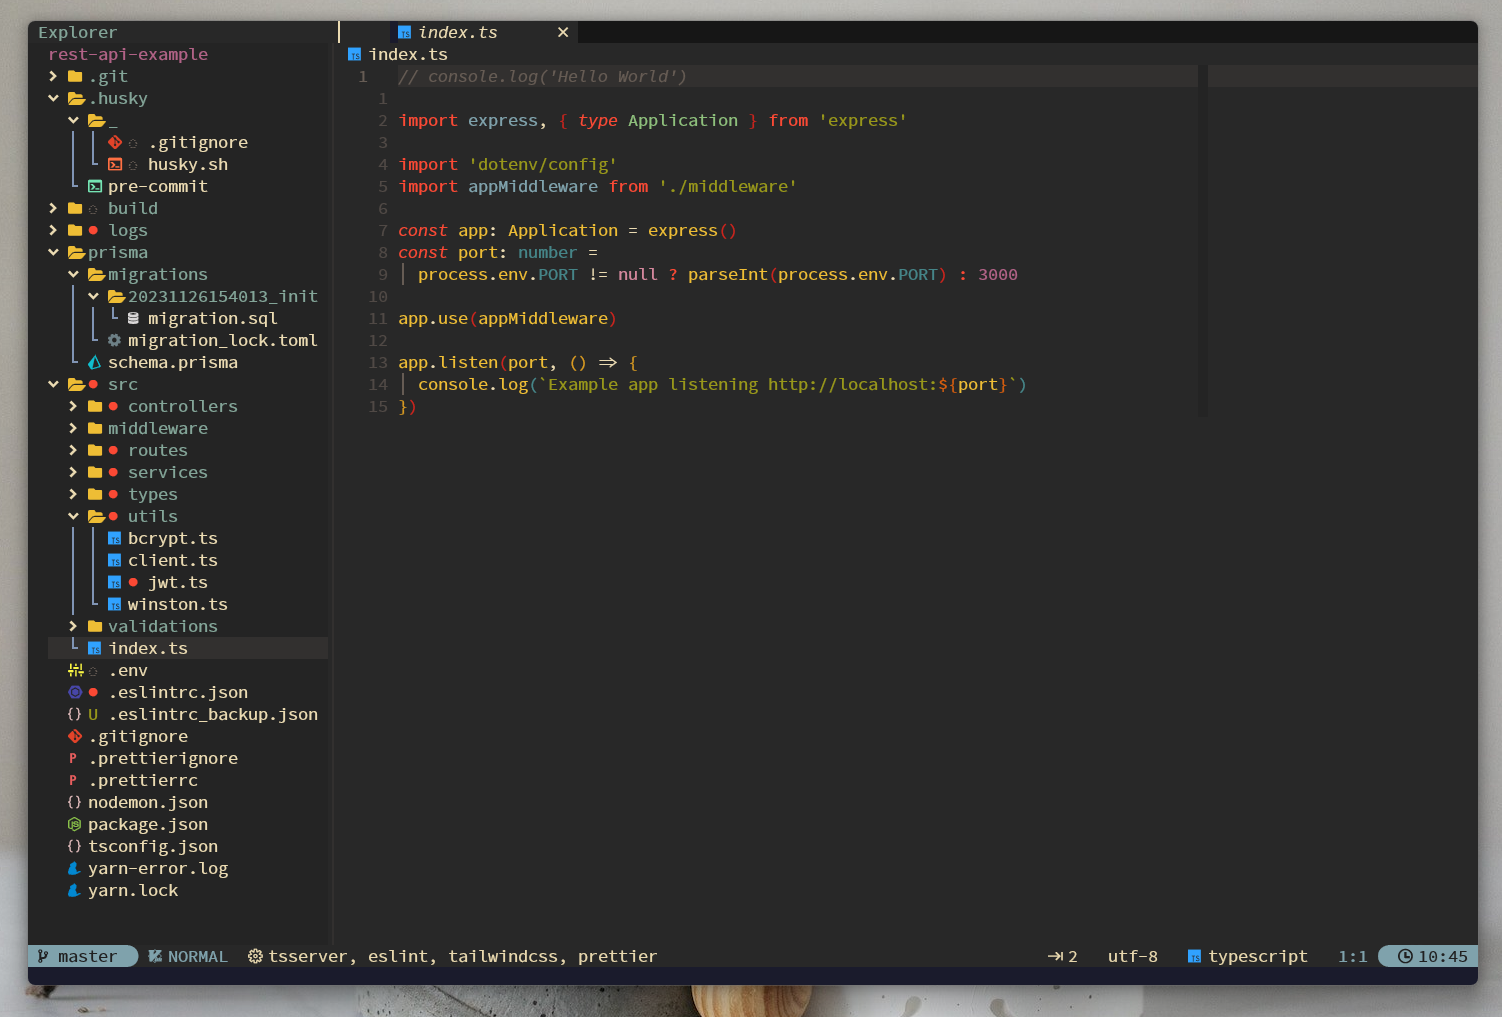 Explorer
index.ts ✕
rest-api-example
index.ts
.git
.husky
_
.gitignore
husky.sh
pre-commit
build
logs
prisma
migrations
20231126154013_init
migration.sql
migration_lock.toml
schema.prisma
src
controllers
middleware
routes
services
types
utils
bcrypt.ts
client.ts
jwt.ts
winston.ts
validations
index.ts
.env
.eslintrc.json
U .eslintrc_backup.json
.gitignore
.prettierignore
.prettierrc
nodemon.json
package.json
tsconfig.json
yarn-error.log
yarn.lock
1 // console.log('Hello World')
1
2 import express, { type Application } from 'express'
3
4 import 'dotenv/config'
5 import appMiddleware from './middleware'
6
7 const app: Application = express()
8 const port: number =
9 process.env.PORT != null ? parseInt(process.env.PORT) : 3000
10
11 app.use(appMiddleware)
12
13 app.listen(port, () => {
14 console.log(`Example app listening http://localhost:${port}`)
15 })
master NORMAL tsserver, eslint, tailwindcss, prettier 2 utf-8 typescript 1:1 10:45